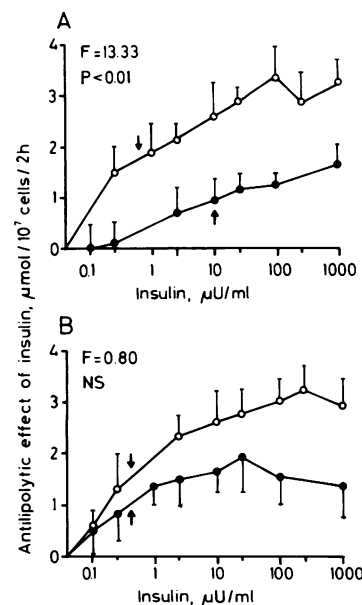 A
F=13.33
P<0.01
4
3
2
1
0
0.1
1
10
100
1000
Insulin, µU/ml
Antilipolytic effect of insulin, µmol/10⁷ cells/2h
B
F=0.80
NS
4
3
2
1
0
0.1
1
10
100
1000
Insulin, µU/ml